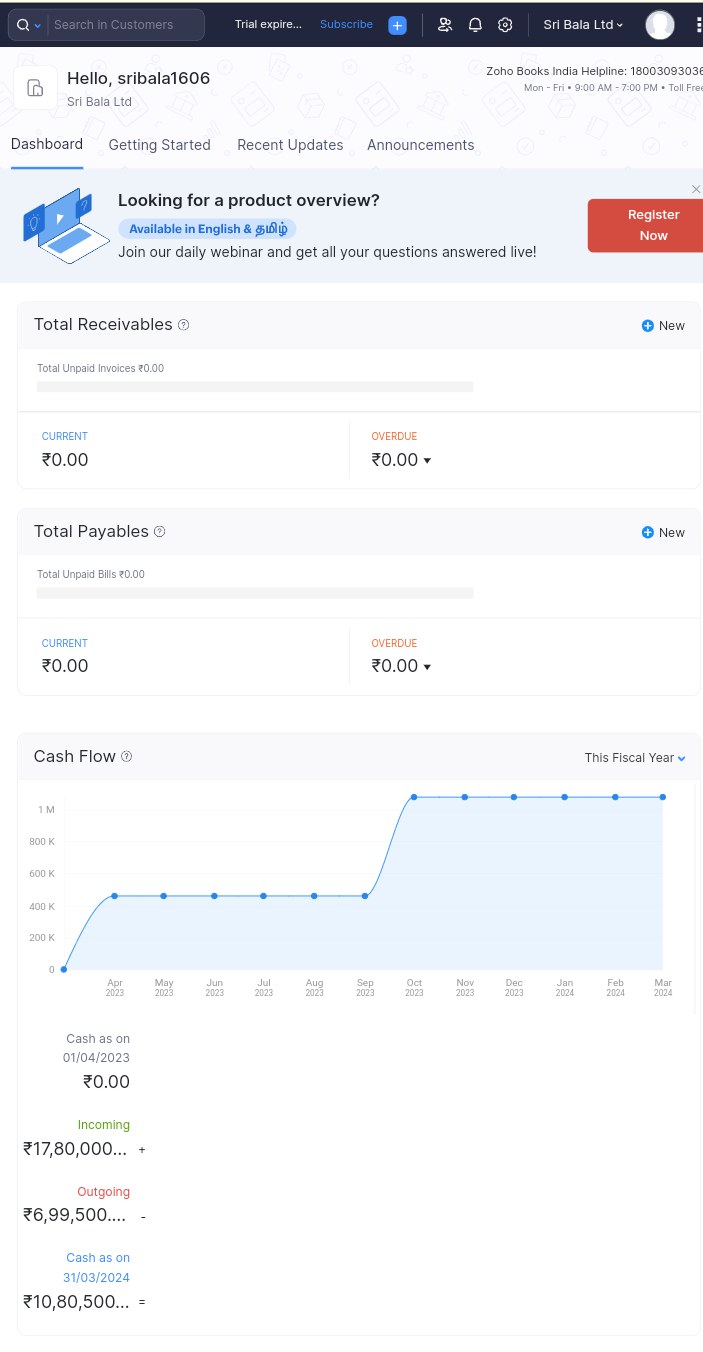 Search in Customers Trial expire... Subscribe Sri Bala Ltd
Hello, sribala1606
Sri Bala Ltd
Zoho Books India Helpline: 18003093036
Mon - Fri • 9:00 AM - 7:00 PM • Toll Free
Dashboard Getting Started Recent Updates Announcements
Looking for a product overview?
Available in English & தமிழ்
Join our daily webinar and get all your questions answered live!
Register
Now
Total Receivables ? New
Total Unpaid Invoices ₹0.00
CURRENT OVERDUE
₹0.00 ₹0.00
Total Payables ? New
Total Unpaid Bills ₹0.00
CURRENT OVERDUE
₹0.00 ₹0.00
Cash Flow ? This Fiscal Year
1 M
800 K
600 K
400 K
200 K
0
Apr May Jun Jul Aug Sep Oct Nov Dec Jan Feb Mar
2023 2023 2023 2023 2023 2023 2023 2023 2023 2024 2024 2024
Cash as on
01/04/2023
₹0.00
Incoming
₹17,80,000... +
Outgoing
₹6,99,500.... -
Cash as on
31/03/2024
₹10,80,500... =